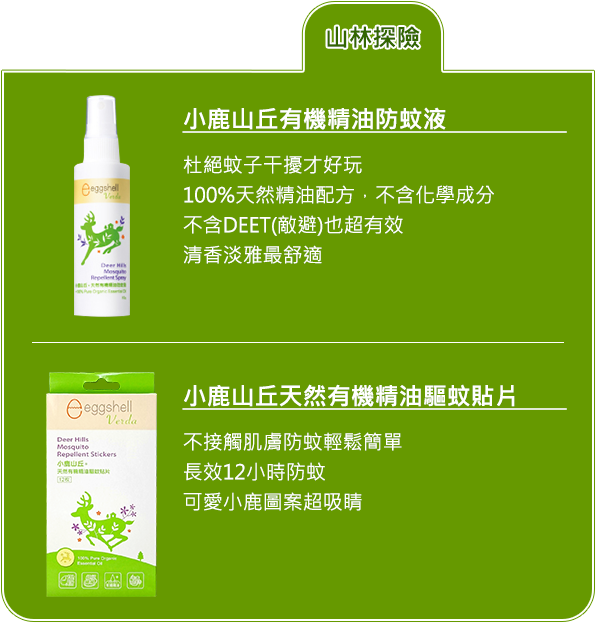 山林探險
小鹿山丘有機精油防蚊液
杜絕蚊子干擾才好玩
100%天然精油配方，不含化學成分
不含DEET(敵避)也超有效
清香淡雅最舒適
eggshell
Verda
Deer Hills
Mosquito
Repellent Spray
小鹿山丘天然有機精油驅蚊貼片
不接觸肌膚防蚊輕鬆簡單
長效12小時防蚊
可愛小鹿圖案超吸睛
eggshell
Verda
Deer Hills
Mosquito
Repellent Stickers
小鹿山丘。
天然有機精油驅蚊貼片
12枚
100% Pure Organic
Essential Oil